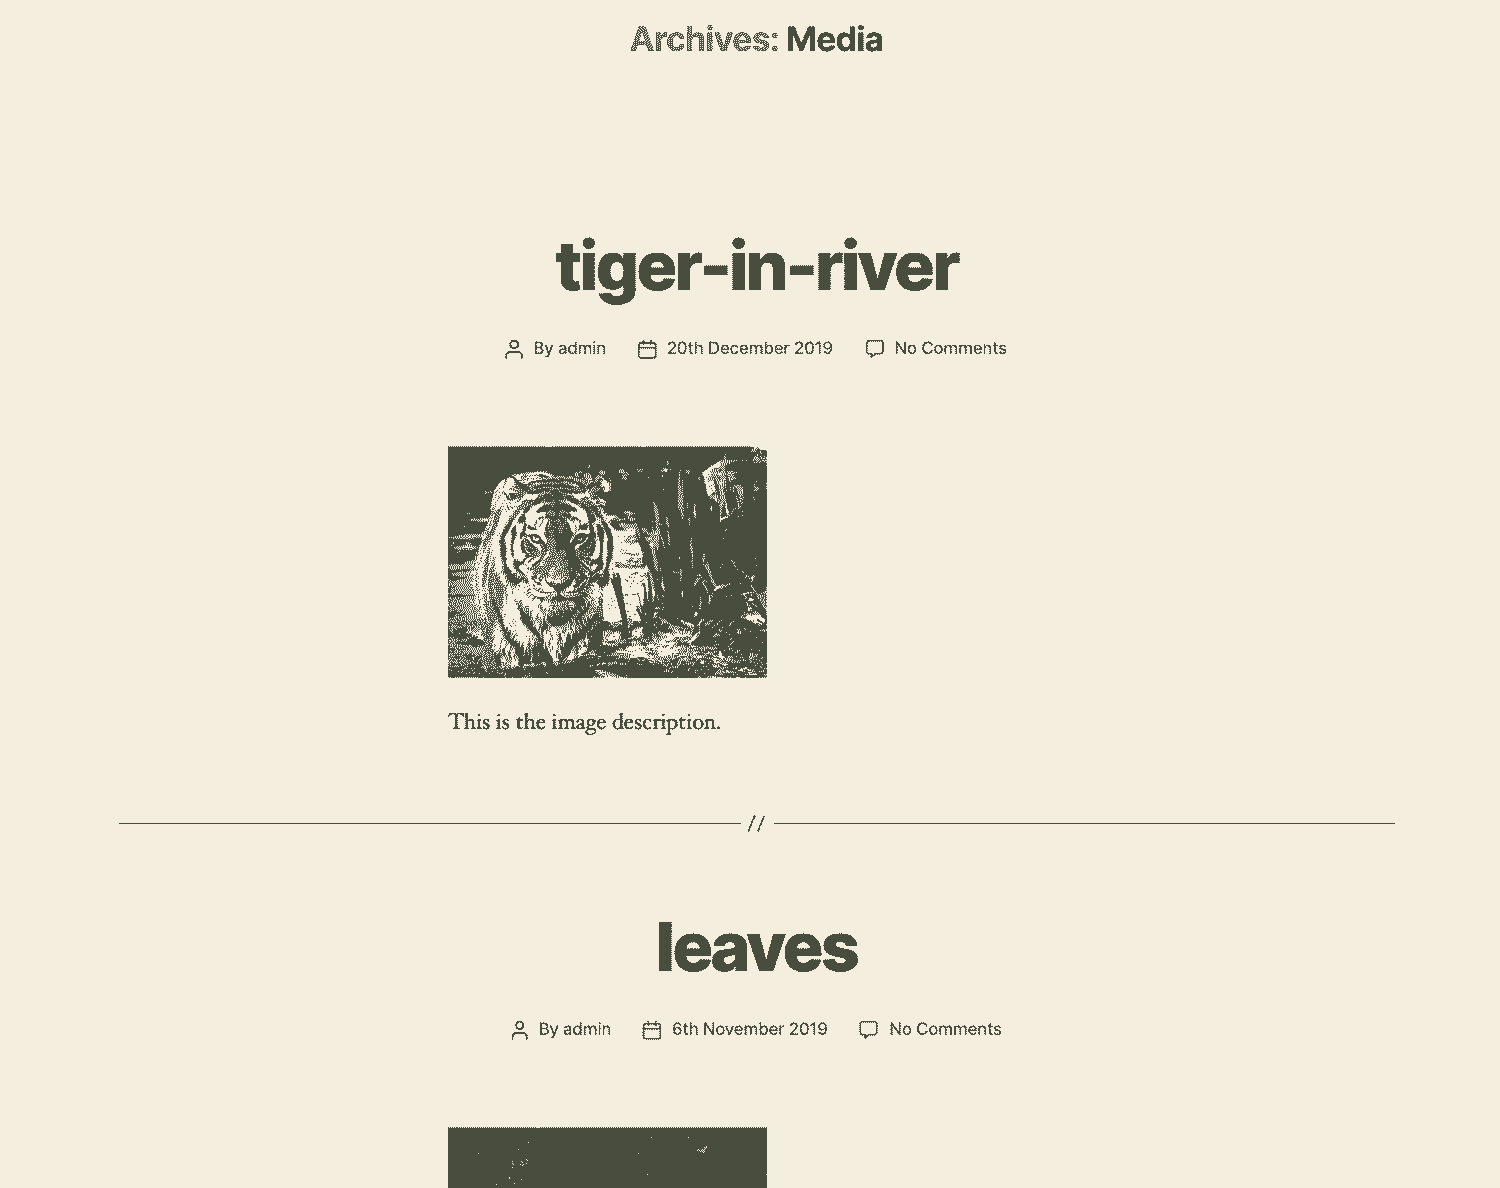 Archives: Media
tiger-in-river
By admin 20th December 2019 No Comments
This is the image description.
//
leaves
By admin 6th November 2019 No Comments